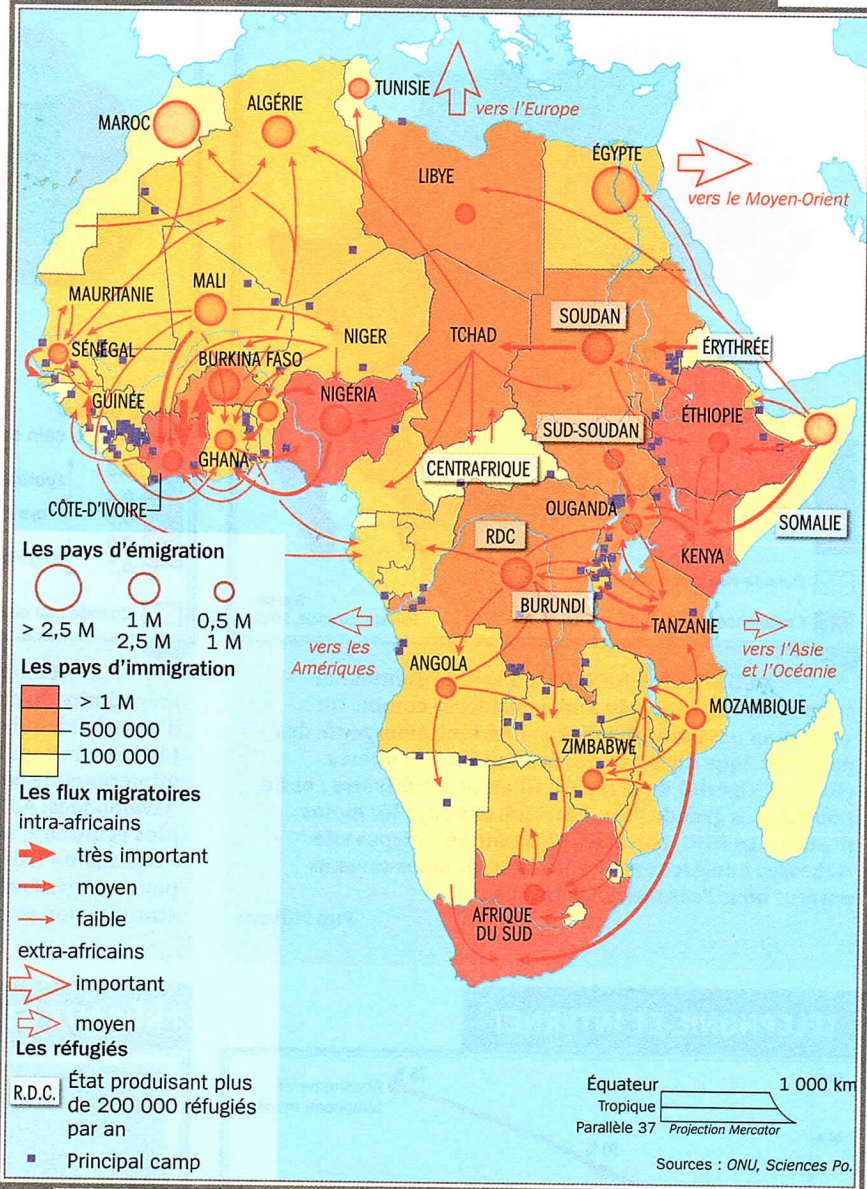 TUNISIE
ALGÉRIE
MAROC
vers l'Europe
LIBYE
ÉGYPTE
vers le Moyen-Orient
MAURITANIE
MALI
NIGER
TCHAD
SOUDAN
ÉRYTHRÉE
SÉNÉGAL
BURKINA FASO
GUINÉE
NIGÉRIA
ÉTHIOPIE
SUD-SOUDAN
GHANA
CENTRAFRIQUE
CÔTE-D'IVOIRE
OUGANDA
SOMALIE
RDC
KENYA
BURUNDI
TANZANIE
vers les
Amériques
vers l'Asie
et l'Océanie
ANGOLA
MOZAMBIQUE
ZIMBABWE
AFRIQUE
DU SUD
Les pays d'émigration
> 2,5 M
1 M
2,5 M
0,5 M
1 M
Les pays d'immigration
> 1 M
500 000
100 000
Les flux migratoires
intra-africains
très important
moyen
faible
extra-africains
important
moyen
Les réfugiés
R.D.C.
État produisant plus
de 200 000 réfugiés
par an
Principal camp
Équateur
1 000 km
Tropique
Parallèle 37
Projection Mercator
Sources : ONU, Sciences Po.